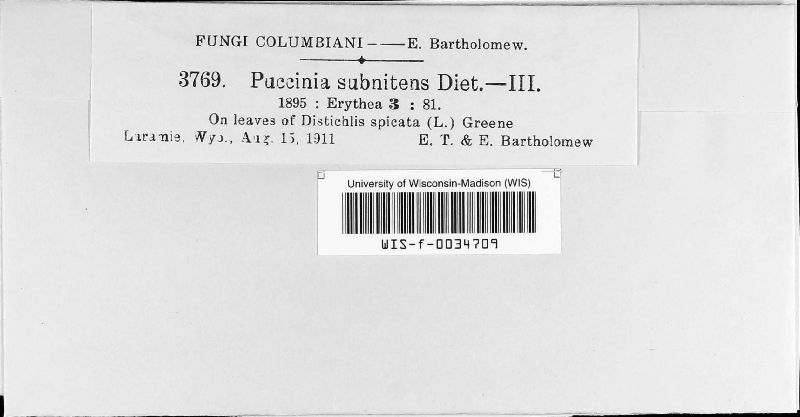 FUNGI COLUMBIANI——E. Bartholomew.
3769. Puccinia subnitens Diet.—III.
1895 : Erythea 3 : 81.
On leaves of Distichlis spicata (L.) Greene
Laramie, Wyo., Aug. 15, 1911 E. T. & E. Bartholomew
University of Wisconsin-Madison (WIS)
WIS-f-0034709